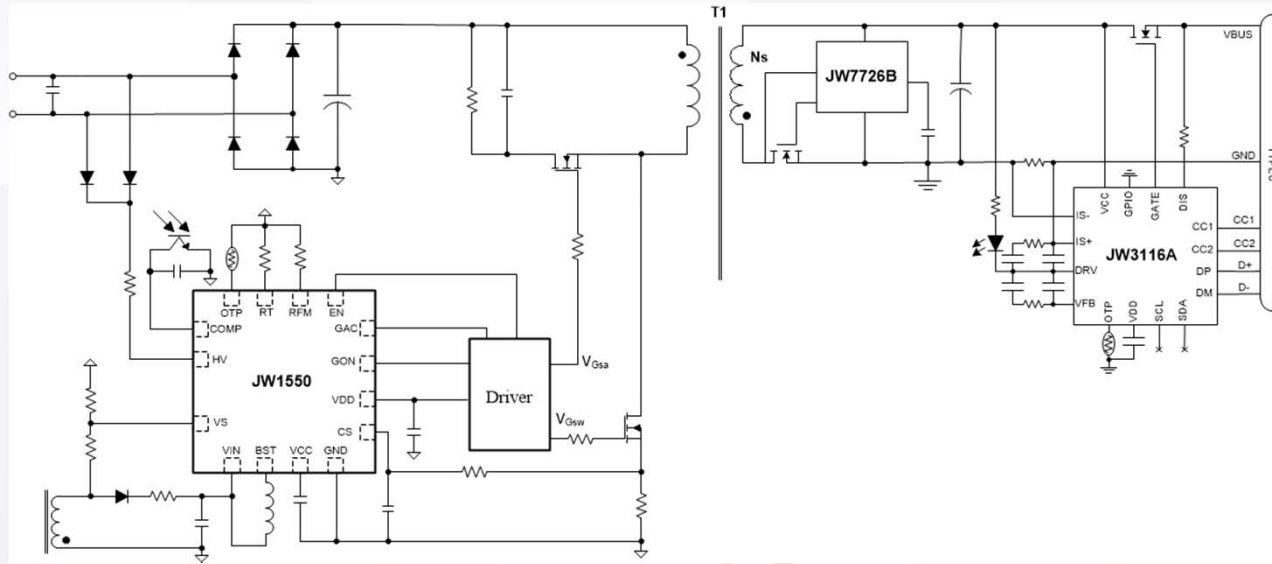 T1
Ns
JW7726B
VBUS
GND
VCC
GPIO
GATE
DIS
IS-
IS+
DRV
VFB
CC1
CC2
DP
DM
CC1
CC2
D+
D-
JW3116A
OTP
VDD
SCL
SDA
OTP
RT
RFM
EN
COMP
HV
VS
GAC
GON
VDD
CS
JW1550
VIN
BST
VCC
GND
Driver
VGsa
VGsw